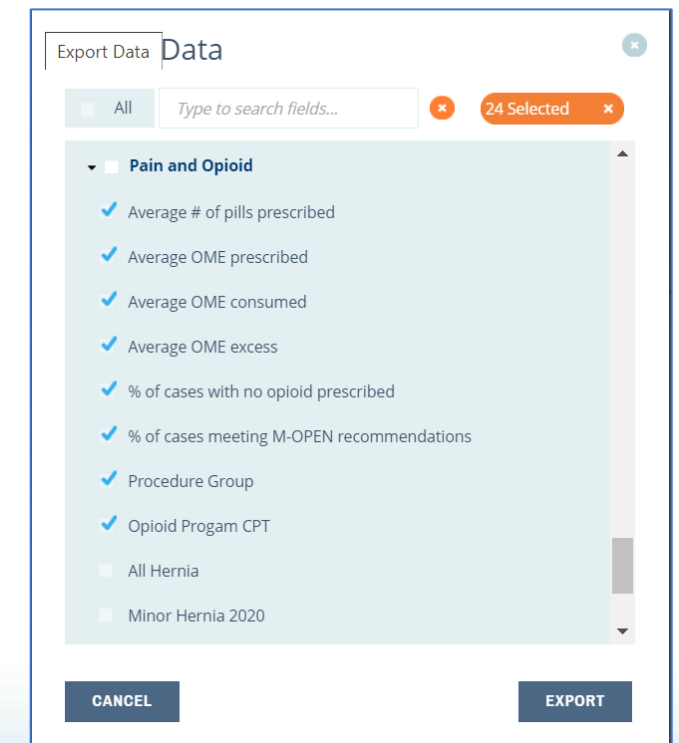 Export Data Data
All Type to search fields... 24 Selected
Pain and Opioid
Average # of pills prescribed
Average OME prescribed
Average OME consumed
Average OME excess
% of cases with no opioid prescribed
% of cases meeting M-OPEN recommendations
Procedure Group
Opioid Progam CPT
All Hernia
Minor Hernia 2020
CANCEL EXPORT